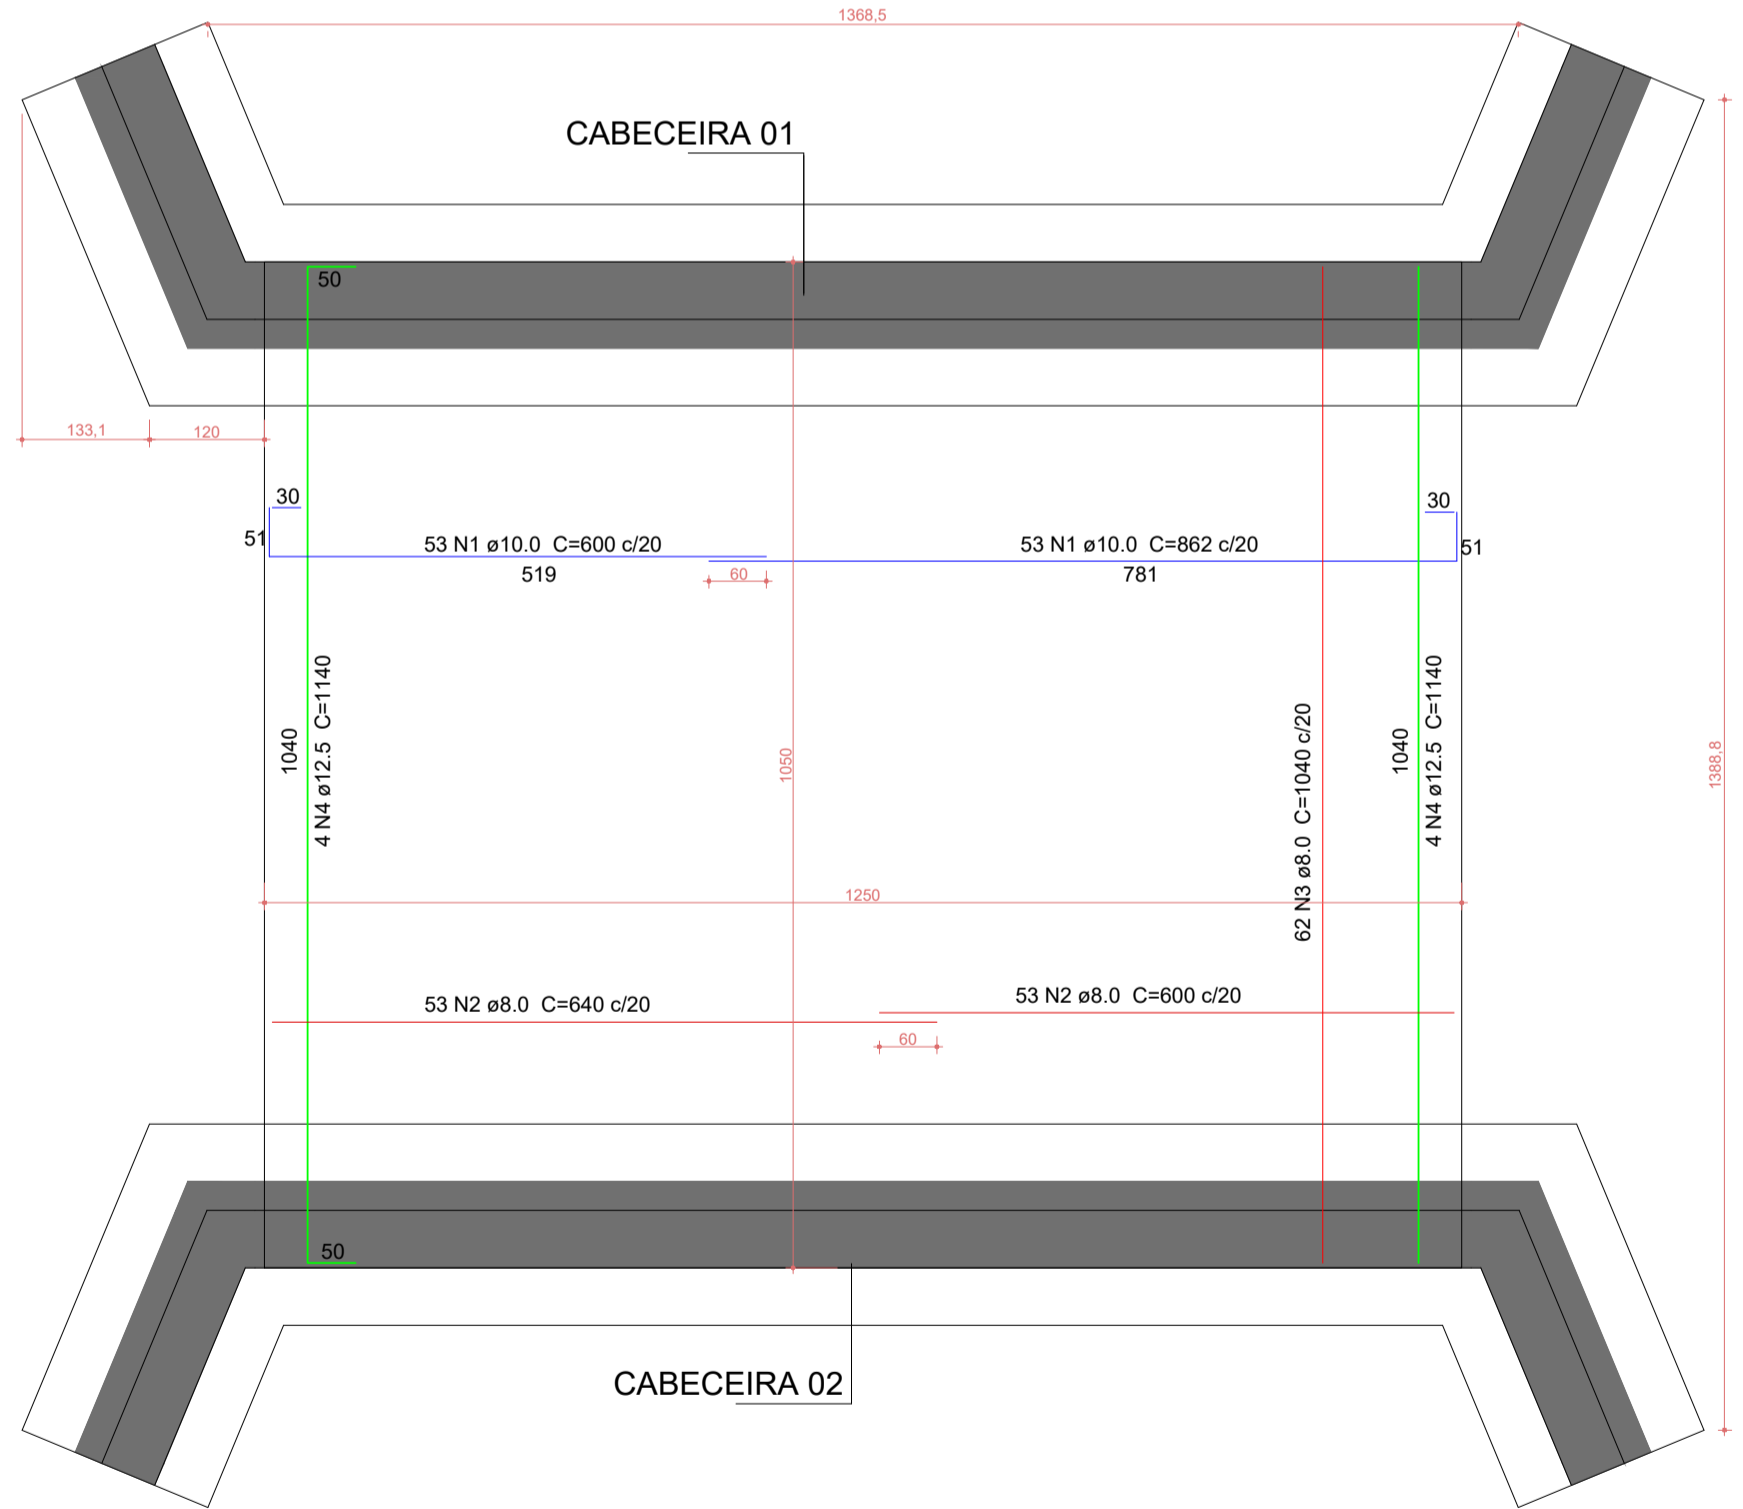 1368,5
CABECEIRA 01
50
133,1
120
30
30
51
53 N1 ø10.0  C=600 c/20
53 N1 ø10.0  C=862 c/20
51
519
60
781
1040
4 N4 ø12.5  C=1140
1050
62 N3 ø8.0  C=1040 c/20
1040
4 N4 ø12.5  C=1140
1388,8
1250
53 N2 ø8.0  C=640 c/20
53 N2 ø8.0  C=600 c/20
60
50
CABECEIRA 02